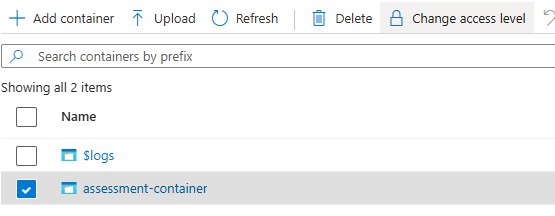 + Add container Upload Refresh Delete Change access level
Search containers by prefix
Showing all 2 items
Name
$logs
assessment-container